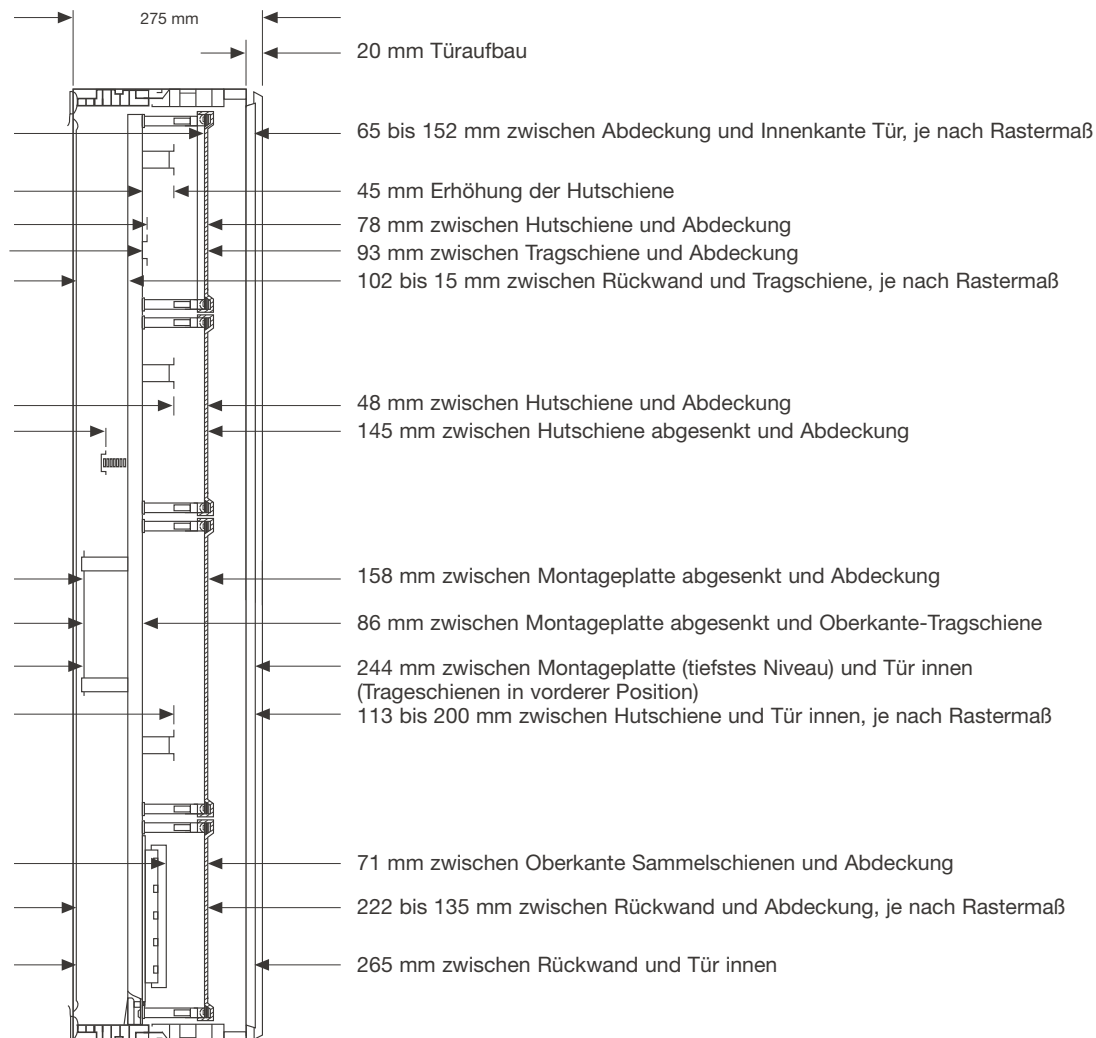 275 mm
20 mm Türaufbau
65 bis 152 mm zwischen Abdeckung und Innenkante Tür, je nach Rastermaß
45 mm Erhöhung der Hutschiene
78 mm zwischen Hutschiene und Abdeckung
93 mm zwischen Tragschiene und Abdeckung
102 bis 15 mm zwischen Rückwand und Tragschiene, je nach Rastermaß
48 mm zwischen Hutschiene und Abdeckung
145 mm zwischen Hutschiene abgesenkt und Abdeckung
158 mm zwischen Montageplatte abgesenkt und Abdeckung
86 mm zwischen Montageplatte abgesenkt und Oberkante-Tragschiene
244 mm zwischen Montageplatte (tiefstes Niveau) und Tür innen
(Trageschienen in vorderer Position)
113 bis 200 mm zwischen Hutschiene und Tür innen, je nach Rastermaß
71 mm zwischen Oberkante Sammelschienen und Abdeckung
222 bis 135 mm zwischen Rückwand und Abdeckung, je nach Rastermaß
265 mm zwischen Rückwand und Tür innen